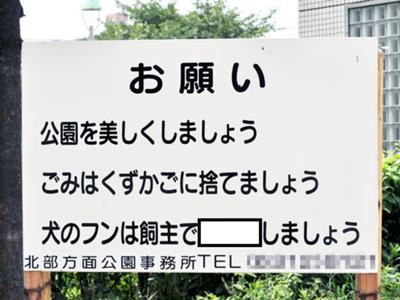 お願い
公園を美しくしましょう
ごみはくずかごに捨てましょう
犬のフンは飼主で しましょう
北部方面公園事務所TEL